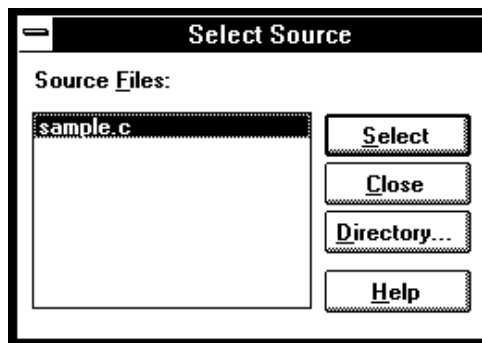 Select Source
Source Files:
sample.c
Select
Close
Directory...
Help